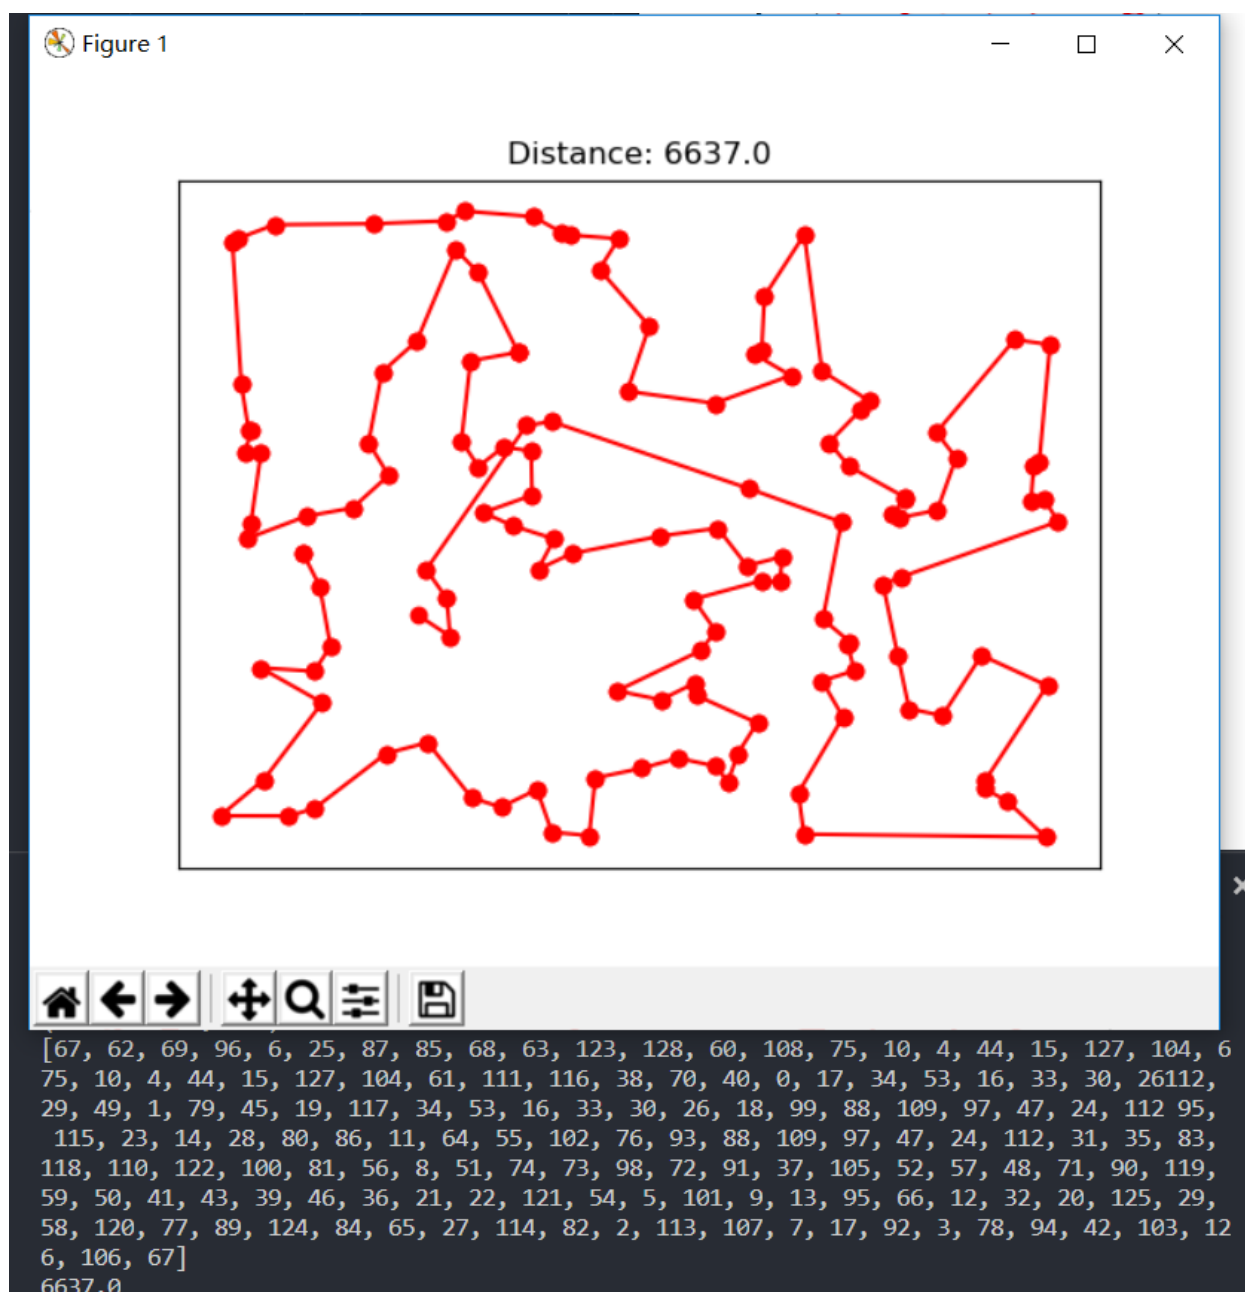 Figure 1
Distance: 6637.0
[67, 62, 69, 96, 6, 25, 87, 85, 68, 63, 123, 128, 60, 108, 75, 10, 4, 44, 15, 127, 104, 6
75, 10, 4, 44, 15, 127, 104, 61, 111, 116, 38, 70, 40, 0, 17, 34, 53, 16, 33, 30, 26112,
29, 49, 1, 79, 45, 19, 117, 34, 53, 16, 33, 30, 26, 18, 99, 88, 109, 97, 47, 24, 112 95,
115, 23, 14, 28, 80, 86, 11, 64, 55, 102, 76, 93, 88, 109, 97, 47, 24, 112, 31, 35, 83,
118, 110, 122, 100, 81, 56, 8, 51, 74, 73, 98, 72, 91, 37, 105, 52, 57, 48, 71, 90, 119,
59, 50, 41, 43, 39, 46, 36, 21, 22, 121, 54, 5, 101, 9, 13, 95, 66, 12, 32, 20, 125, 29,
58, 120, 77, 89, 124, 84, 65, 27, 114, 82, 2, 113, 107, 7, 17, 92, 3, 78, 94, 42, 103, 12
6, 106, 67]
6637.0